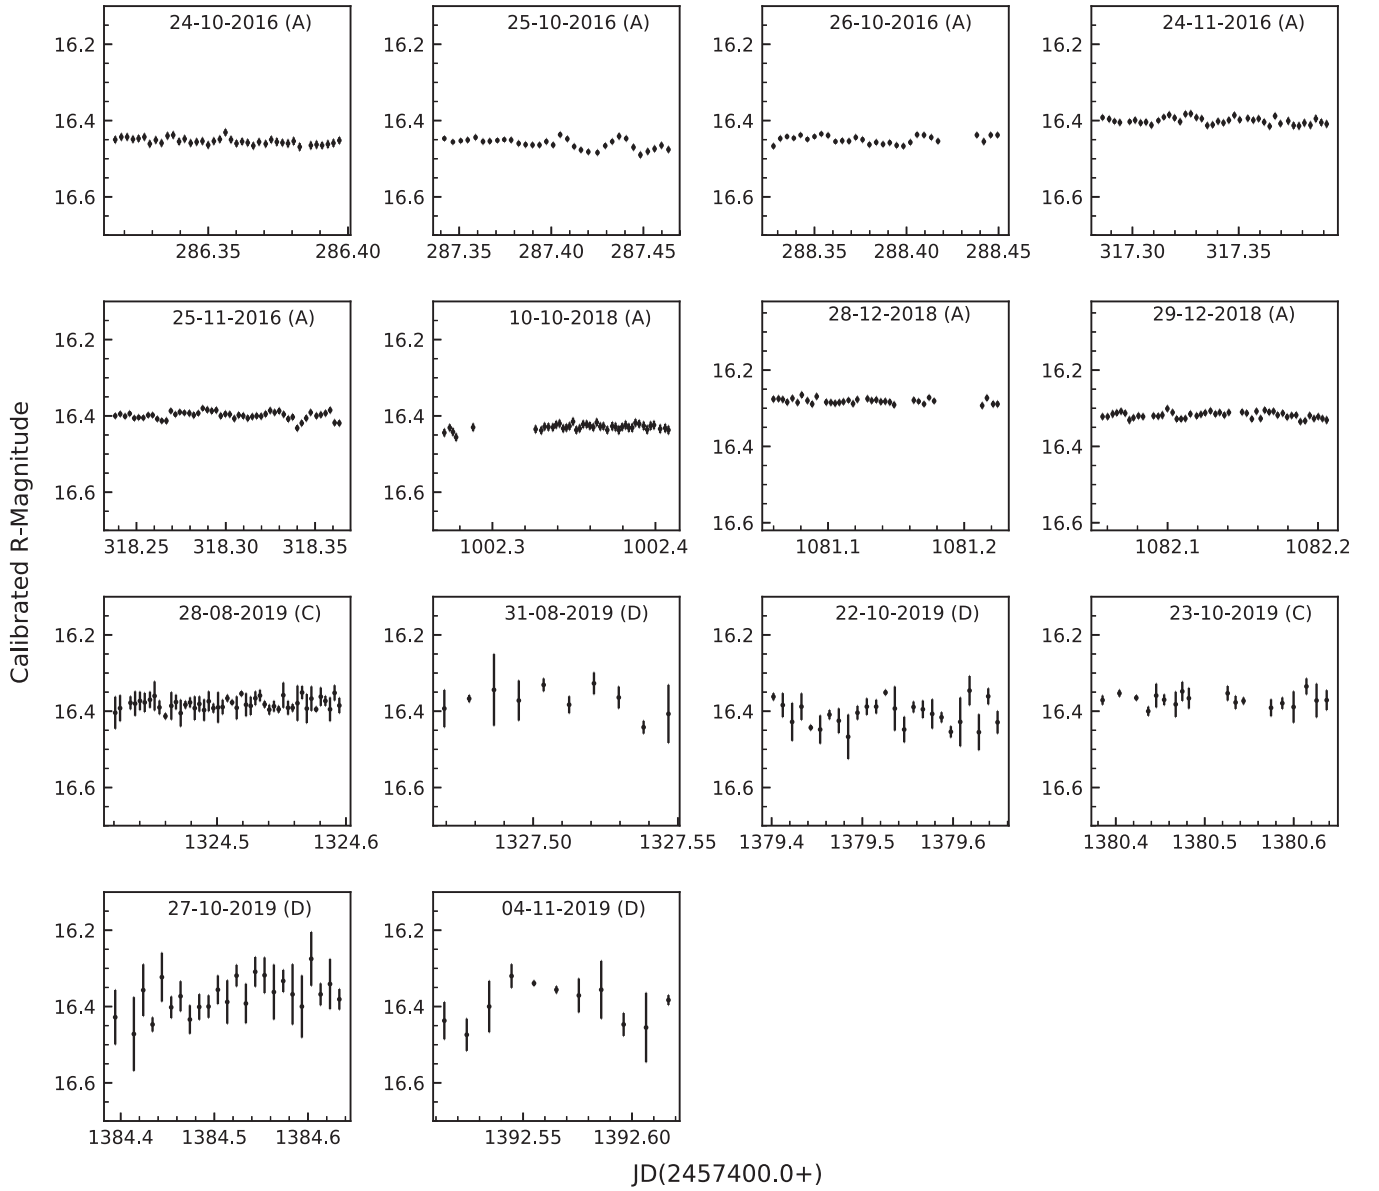 24-10-2016 (A) 25-10-2016 (A) 26-10-2016 (A) 24-11-2016 (A)
16.2 16.2 16.2 16.2
16.4 16.4 16.4 16.4
16.6 16.6 16.6 16.6
286.35 286.40 287.35 287.40 287.45 288.35 288.40 288.45 317.30 317.35
25-11-2016 (A) 10-10-2018 (A) 28-12-2018 (A) 29-12-2018 (A)
16.2 16.2 16.2 16.2
16.4 16.4 16.4 16.4
16.6 16.6 16.6 16.6
318.25 318.30 318.35 1002.3 1002.4 1081.1 1081.2 1082.1 1082.2
Calibrated R-Magnitude
28-08-2019 (C) 31-08-2019 (D) 22-10-2019 (D) 23-10-2019 (C)
16.2 16.2 16.2 16.2
16.4 16.4 16.4 16.4
16.6 16.6 16.6 16.6
1324.5 1324.6 1327.50 1327.55 1379.4 1379.5 1379.6 1380.4 1380.5 1380.6
27-10-2019 (D) 04-11-2019 (D)
16.2 16.2
16.4 16.4
16.6 16.6
1384.4 1384.5 1384.6 1392.55 1392.60
JD(2457400.0+)